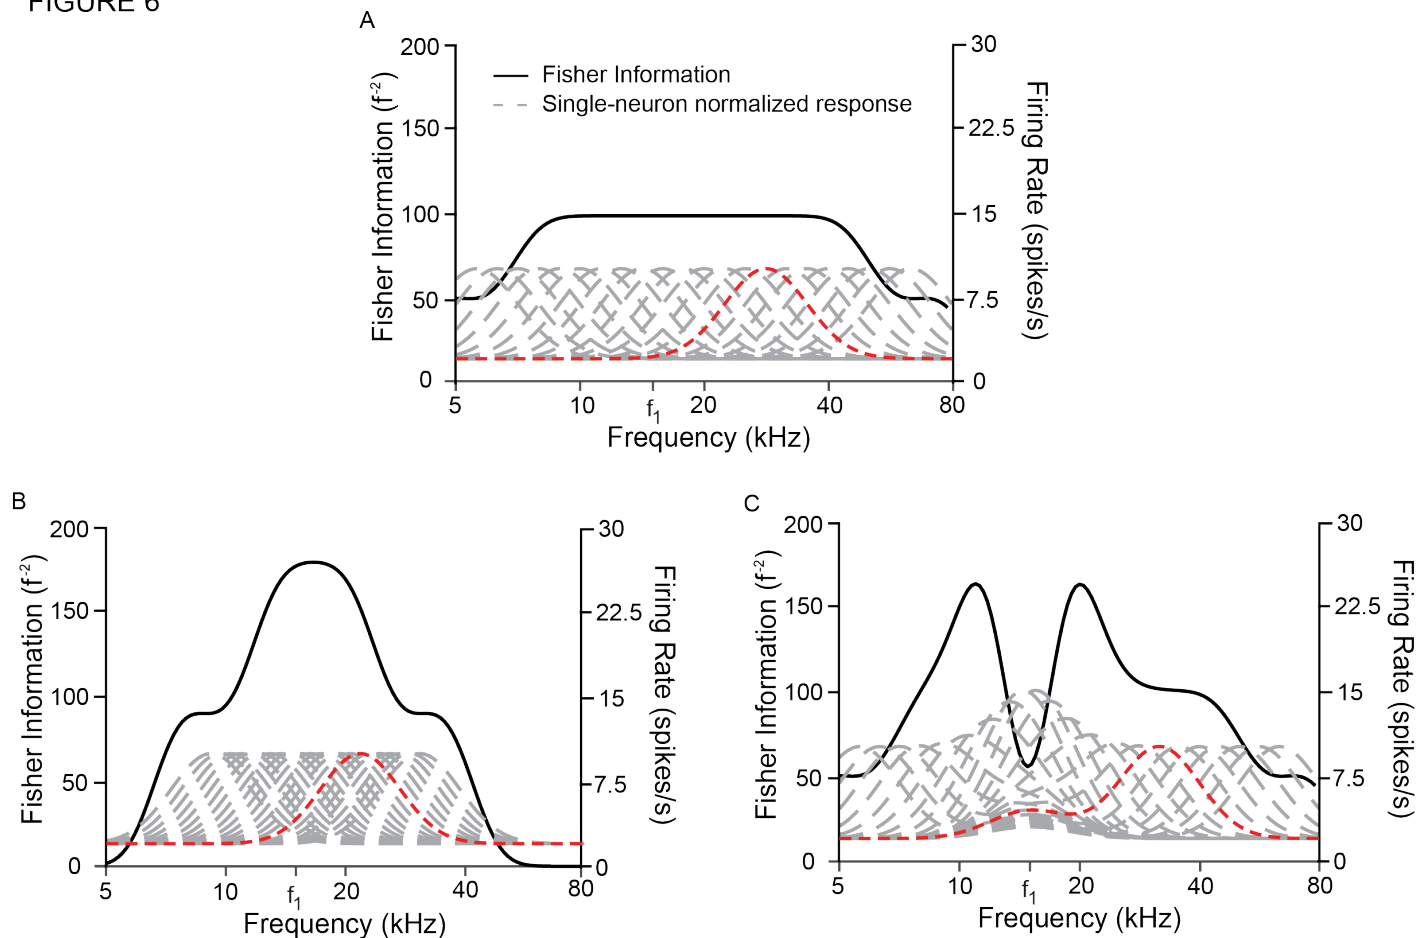 FIGURE 6
A
200
150
100
50
0
Fisher Information (f-2)
Fisher Information
Single-neuron normalized response
30
22.5
15
7.5
0
Firing Rate (spikes/s)
5 10 f1 20 40 80
Frequency (kHz)
B
200
150
100
50
0
Fisher Information (f-2)
30
22.5
15
7.5
0
Firing Rate (spikes/s)
5 10 f1 20 40 80
Frequency (kHz)
C
200
150
100
50
0
Fisher Information (f-2)
30
22.5
15
7.5
0
Firing Rate (spikes/s)
5 10 f1 20 40 80
Frequency (kHz)